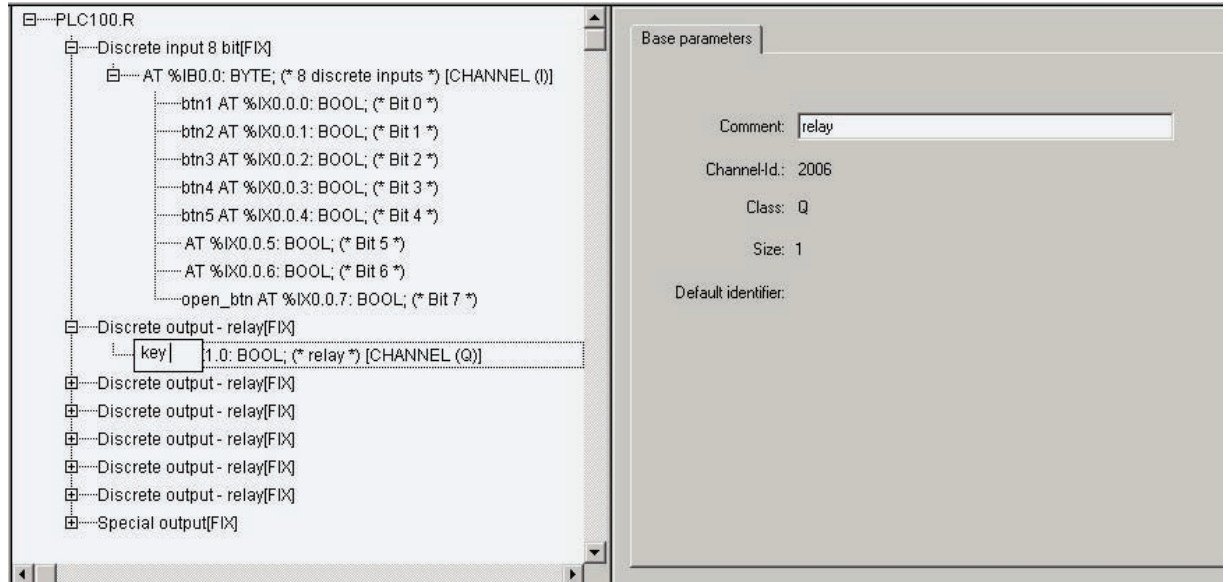 PLC100.R
Discrete input 8 bit[FIX]
AT %IB0.0: BYTE; (* 8 discrete inputs *) [CHANNEL (I)]
btn1 AT %IX0.0.0: BOOL; (* Bit 0 *)
btn2 AT %IX0.0.1: BOOL; (* Bit 1 *)
btn3 AT %IX0.0.2: BOOL; (* Bit 2 *)
btn4 AT %IX0.0.3: BOOL; (* Bit 3 *)
btn5 AT %IX0.0.4: BOOL; (* Bit 4 *)
AT %IX0.0.5: BOOL; (* Bit 5 *)
AT %IX0.0.6: BOOL; (* Bit 6 *)
open_btn AT %IX0.0.7: BOOL; (* Bit 7 *)
Discrete output - relay[FIX]
key 1.0: BOOL; (* relay *) [CHANNEL (Q)]
Discrete output - relay[FIX]
Discrete output - relay[FIX]
Discrete output - relay[FIX]
Discrete output - relay[FIX]
Discrete output - relay[FIX]
Special output[FIX]
Base parameters
Comment: relay
Channel-Id.: 2006
Class: Q
Size: 1
Default identifier: